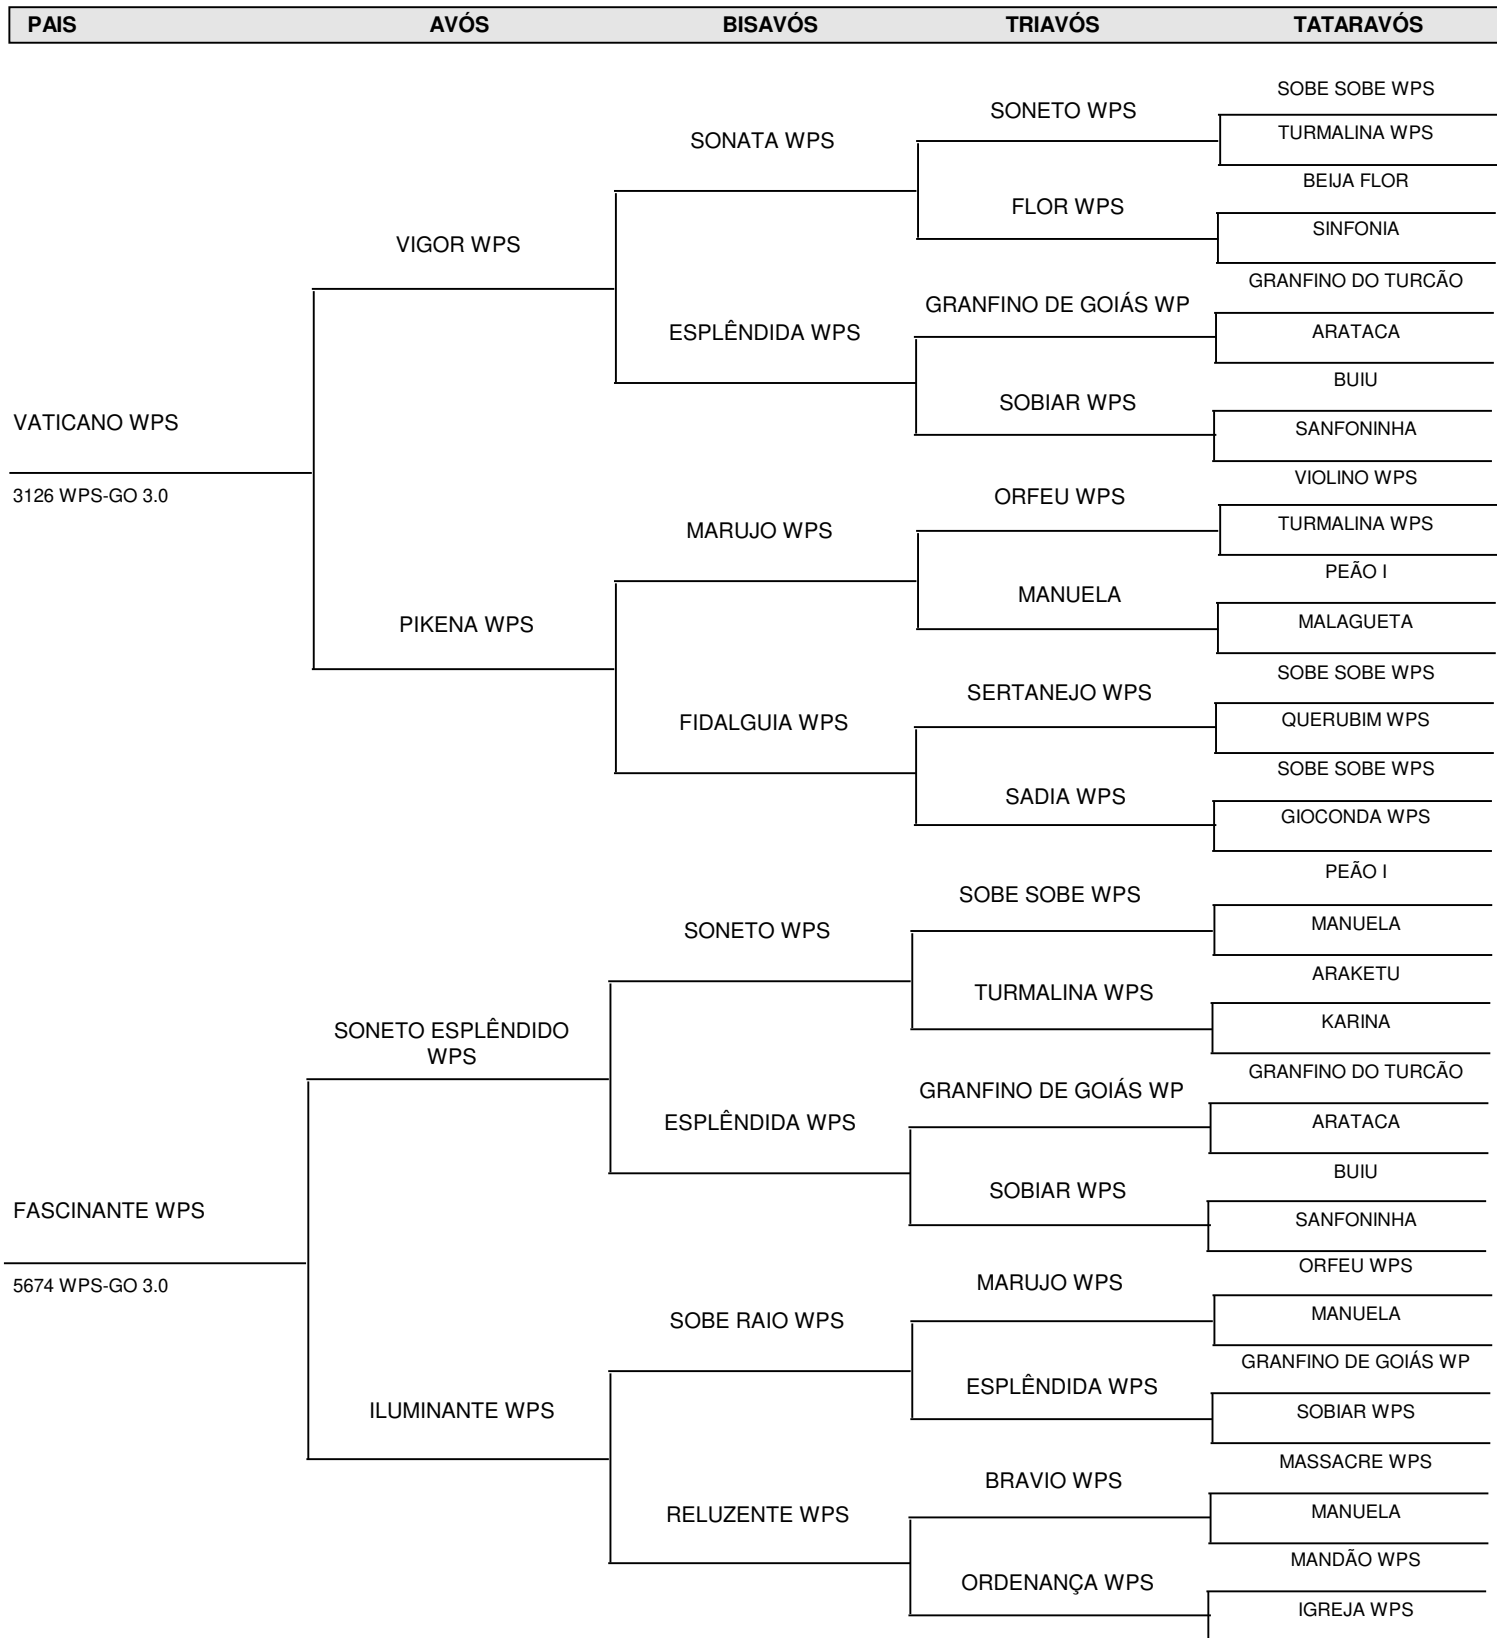 PAIS AVÓS BISAVÓS TRIAVÓS TATARAVÓS
SOBE SOBE WPS
SONETO WPS
TURMALINA WPS
SONATA WPS
BEIJA FLOR
FLOR WPS
SINFONIA
VIGOR WPS
GRANFINO DO TURCÃO
GRANFINO DE GOIÁS WP
ARATACA
ESPLÊNDIDA WPS
BUIU
SOBIAR WPS
SANFONINHA
VATICANO WPS
3126 WPS-GO 3.0
VIOLINO WPS
ORFEU WPS
TURMALINA WPS
MARUJO WPS
PEÃO I
MANUELA
MALAGUETA
PIKENA WPS
SOBE SOBE WPS
SERTANEJO WPS
QUERUBIM WPS
FIDALGUIA WPS
SOBE SOBE WPS
SADIA WPS
GIOCONDA WPS
PEÃO I
SOBE SOBE WPS
MANUELA
SONETO WPS
ARAKETU
TURMALINA WPS
KARINA
SONETO ESPLÊNDIDO
WPS
GRANFINO DO TURCÃO
GRANFINO DE GOIÁS WP
ARATACA
ESPLÊNDIDA WPS
BUIU
SOBIAR WPS
SANFONINHA
FASCINANTE WPS
5674 WPS-GO 3.0
ORFEU WPS
MARUJO WPS
MANUELA
SOBE RAIO WPS
GRANFINO DE GOIÁS WP
ESPLÊNDIDA WPS
SOBIAR WPS
ILUMINANTE WPS
MASSACRE WPS
BRAVIO WPS
MANUELA
RELUZENTE WPS
MANDÃO WPS
ORDENANÇA WPS
IGREJA WPS